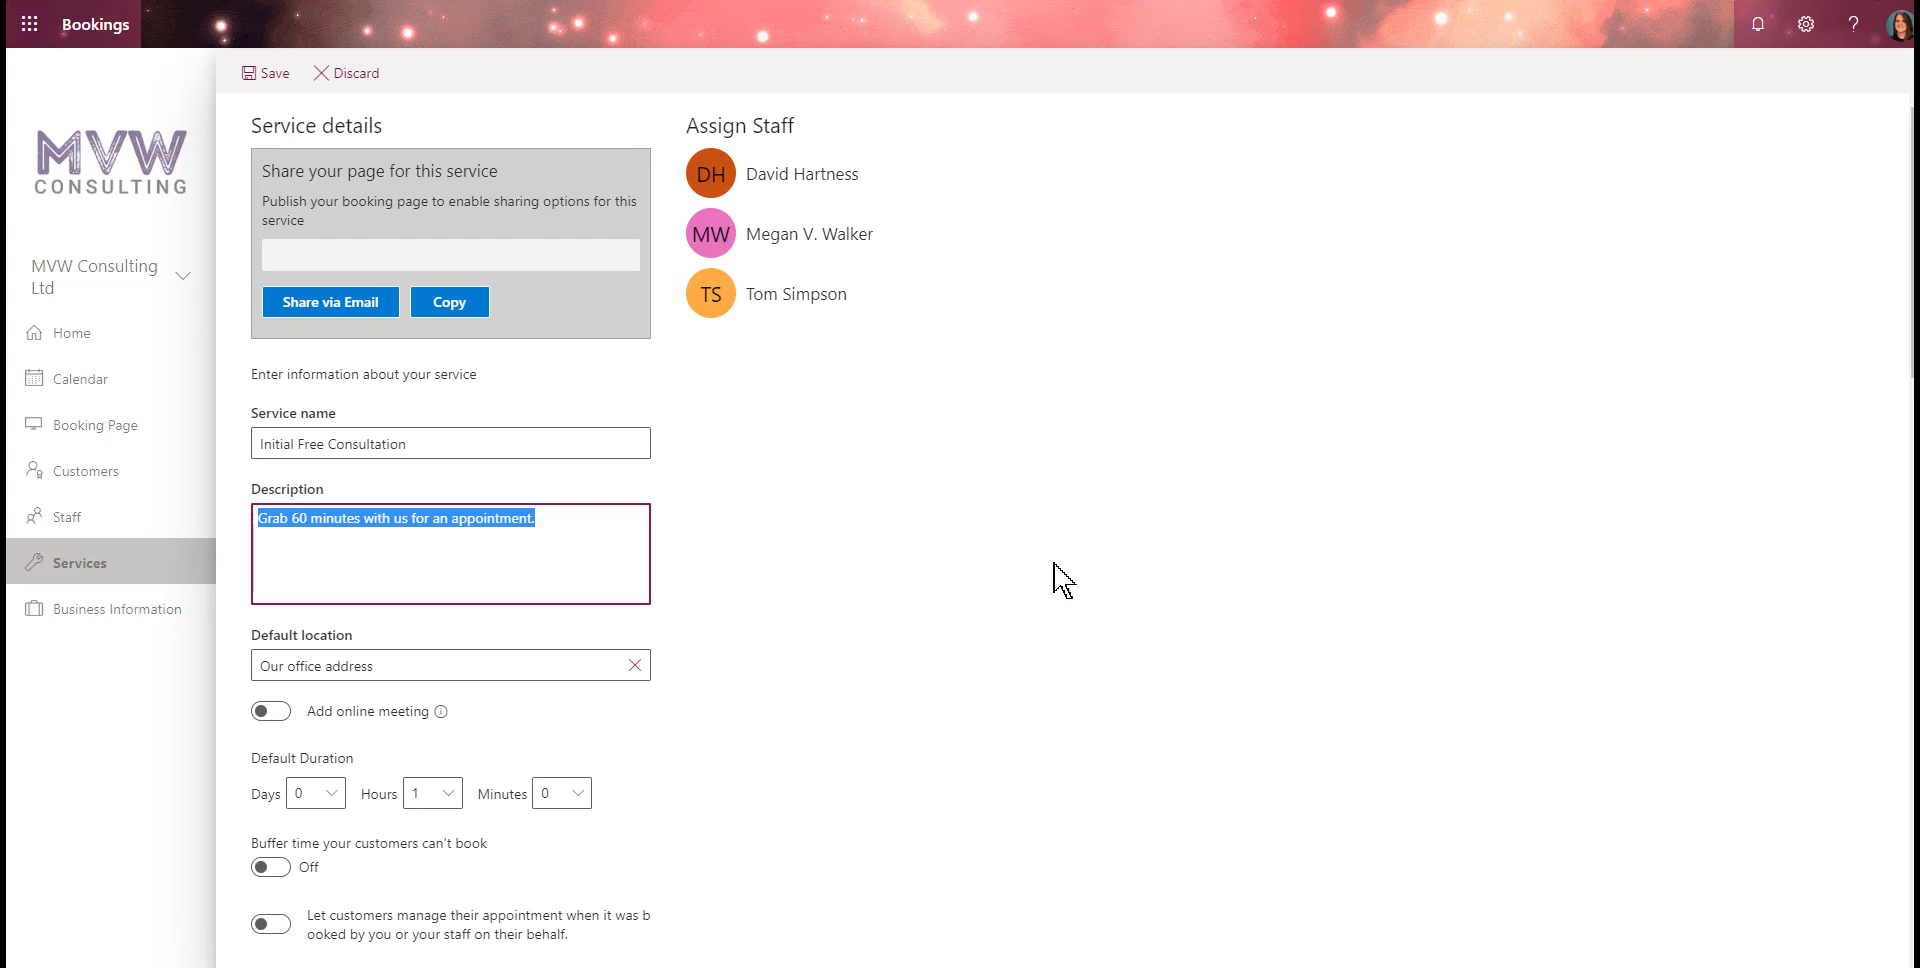 Bookings
?
Save
Discard
MVW
CONSULTING
MVW Consulting
Ltd
Home
Calendar
Booking Page
Customers
Staff
Services
Business Information
Service details
Share your page for this service
Publish your booking page to enable sharing options for this
service
Share via Email
Copy
Enter information about your service
Service name
Initial Free Consultation
Description
Grab 60 minutes with us for an appointment.
Default location
Our office address
Add online meeting
Default Duration
Days 0 Hours 1 Minutes 0
Buffer time your customers can't book
Off
Let customers manage their appointment when it was b
ooked by you or your staff on their behalf.
Assign Staff
DH David Hartness
MW Megan V. Walker
TS Tom Simpson